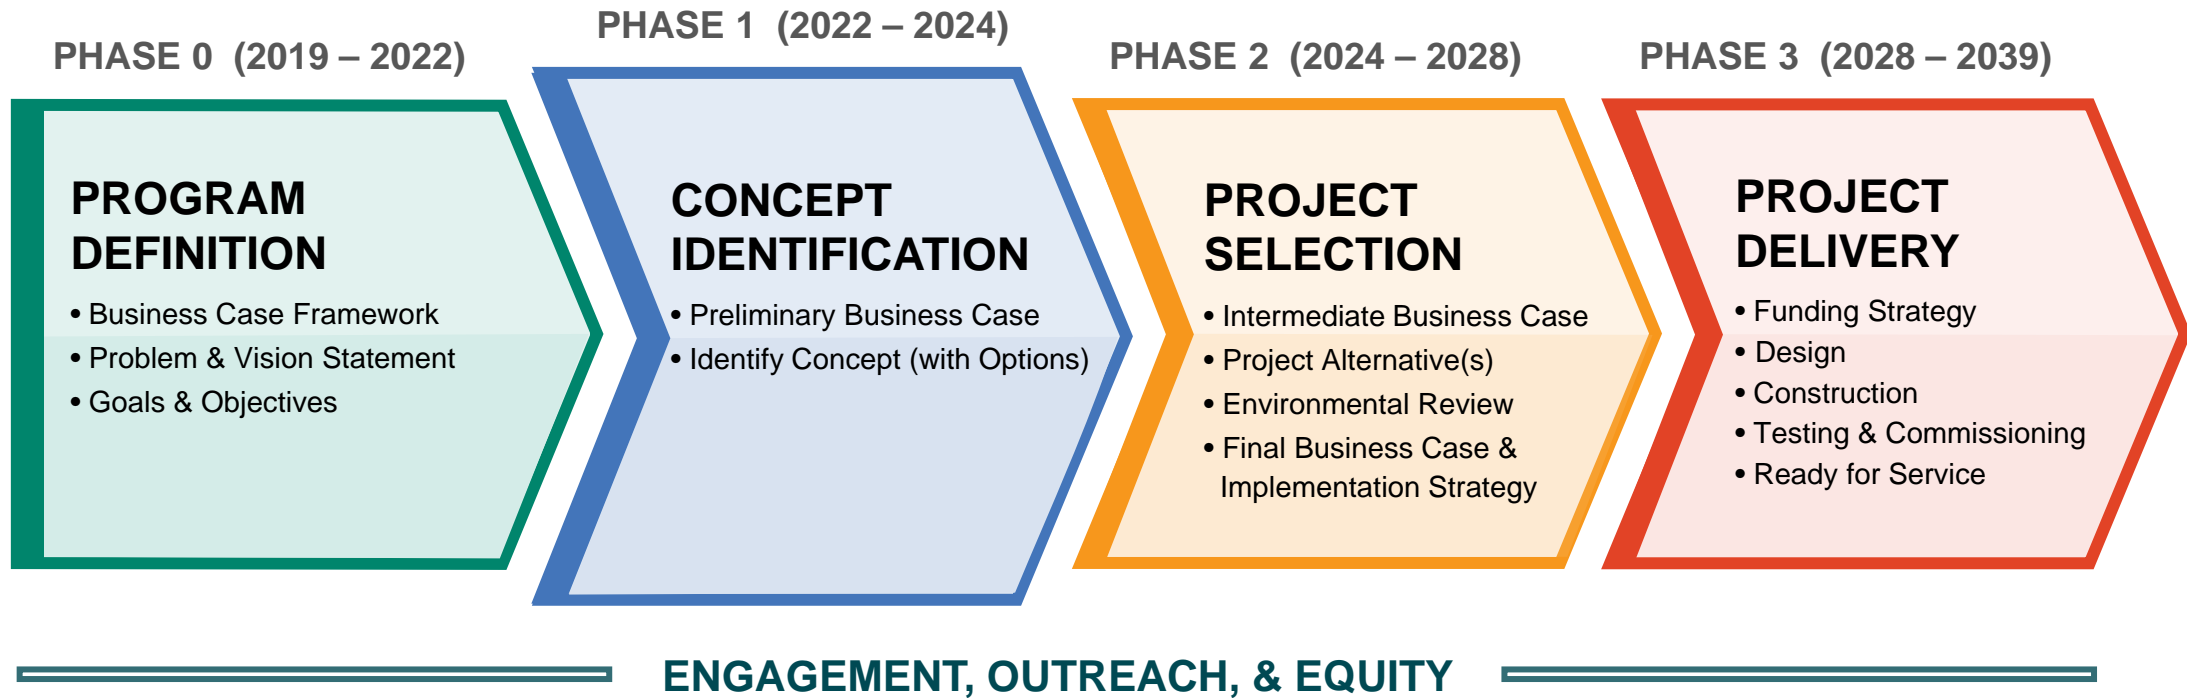 PHASE 0 (2019 – 2022)
PROGRAM
DEFINITION
• Business Case Framework
• Problem & Vision Statement
• Goals & Objectives
PHASE 1 (2022 – 2024)
CONCEPT
IDENTIFICATION
• Preliminary Business Case
• Identify Concept (with Options)
PHASE 2 (2024 – 2028)
PROJECT
SELECTION
• Intermediate Business Case
• Project Alternative(s)
• Environmental Review
• Final Business Case &
Implementation Strategy
PHASE 3 (2028 – 2039)
PROJECT
DELIVERY
• Funding Strategy
• Design
• Construction
• Testing & Commissioning
• Ready for Service
ENGAGEMENT, OUTREACH, & EQUITY